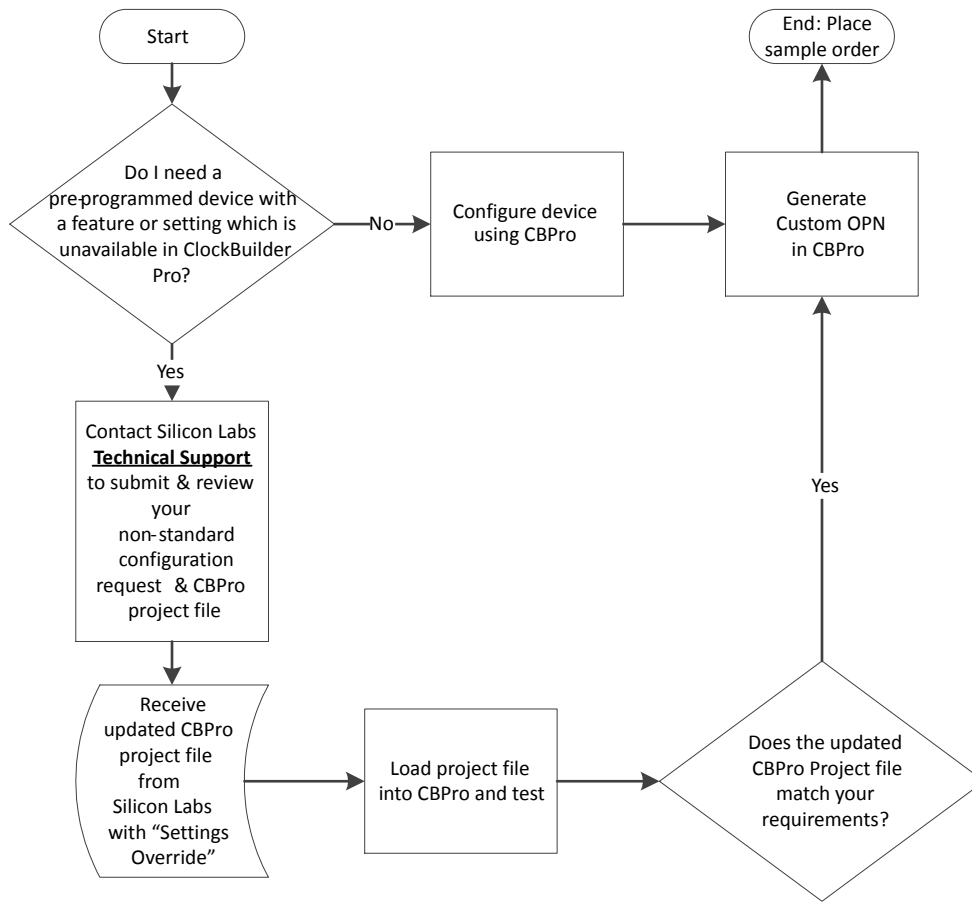 Start
End: Place
sample order
Do I need a
pre-programmed device with
a feature or setting which is
unavailable in ClockBuilder
Pro?
No
Configure device
using CBPro
Generate
Custom OPN
in CBPro
Yes
Contact Silicon Labs
Technical Support
to submit & review
your
non-standard
configuration
request & CBPro
project file
Yes
Receive
updated CBPro
project file
from
Silicon Labs
with “Settings
Override”
Load project file
into CBPro and test
Does the updated
CBPro Project file
match your
requirements?